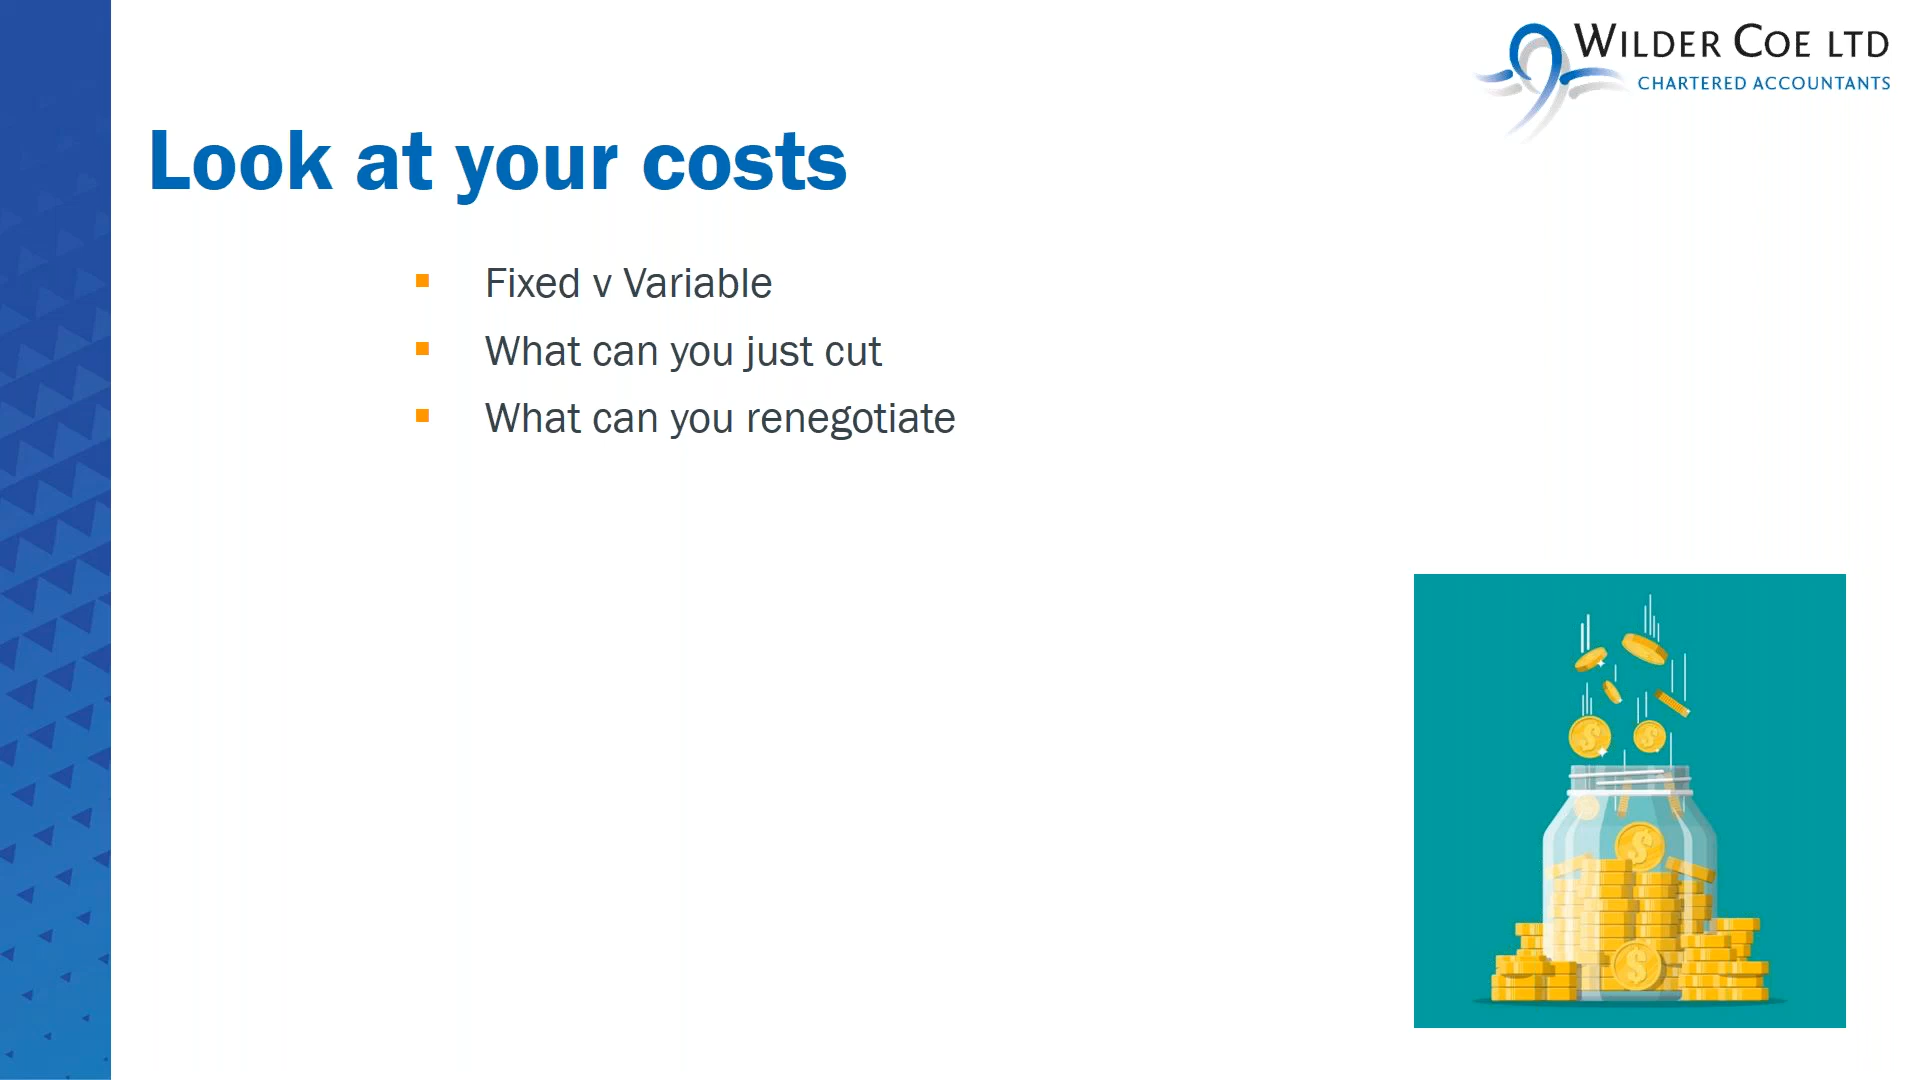 WILDER COE LTD
CHARTERED ACCOUNTANTS
Look at your costs
Fixed v Variable
What can you just cut
What can you renegotiate